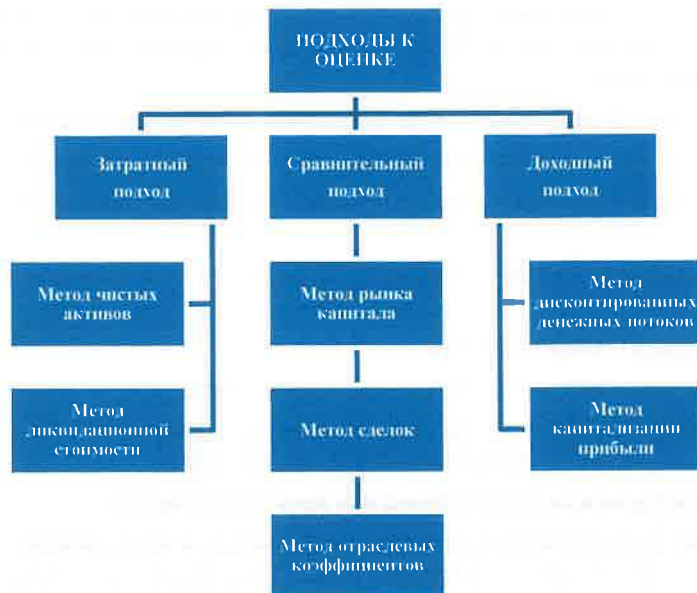 ПОДХОДЫ К
ОЦЕНКЕ
Затратный
подход
Сравнительный
подход
Доходный
подход
Метод чистых
активов
Метод рынка
капитала
Метод
дисконтированных
денежных потоков
Метод
ликвидационной
стоимости
Метод сделок
Метод
капитализации
прибыли
Метод отраслевых
коэффициентов